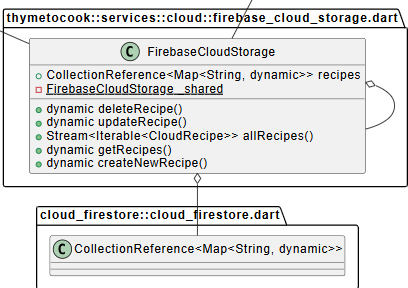 thymetocook::services::cloud::firebase_cloud_storage.dart
C FirebaseCloudStorage
CollectionReference<Map<String, dynamic>> recipes
FirebaseCloudStorage _shared
dynamic deleteRecipe()
dynamic updateRecipe()
Stream<Iterable<CloudRecipe>> allRecipes()
dynamic getRecipes()
dynamic createNewRecipe()
cloud_firestore::cloud_firestore.dart
C CollectionReference<Map<String, dynamic>>